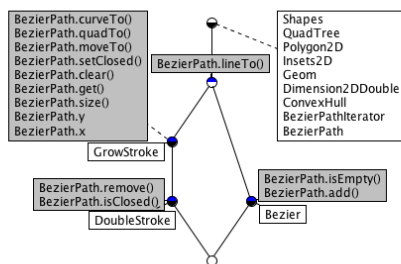 BezierPath.curveTo()
BezierPath.quadTo()
BezierPath.moveTo()
BezierPath.setClosed()
BezierPath.clear()
BezierPath.get()
BezierPath.size()
BezierPath.y
BezierPath.x
Shapes
QuadTree
Polygon2D
Insets2D
Geom
Dimension2DDouble
ConvexHull
BezierPathIterator
BezierPath
BezierPath.lineTo()
GrowStroke
BezierPath.remove()
BezierPath.isClosed()
DoubleStroke
BezierPath.isEmpty()
BezierPath.add()
Bezier